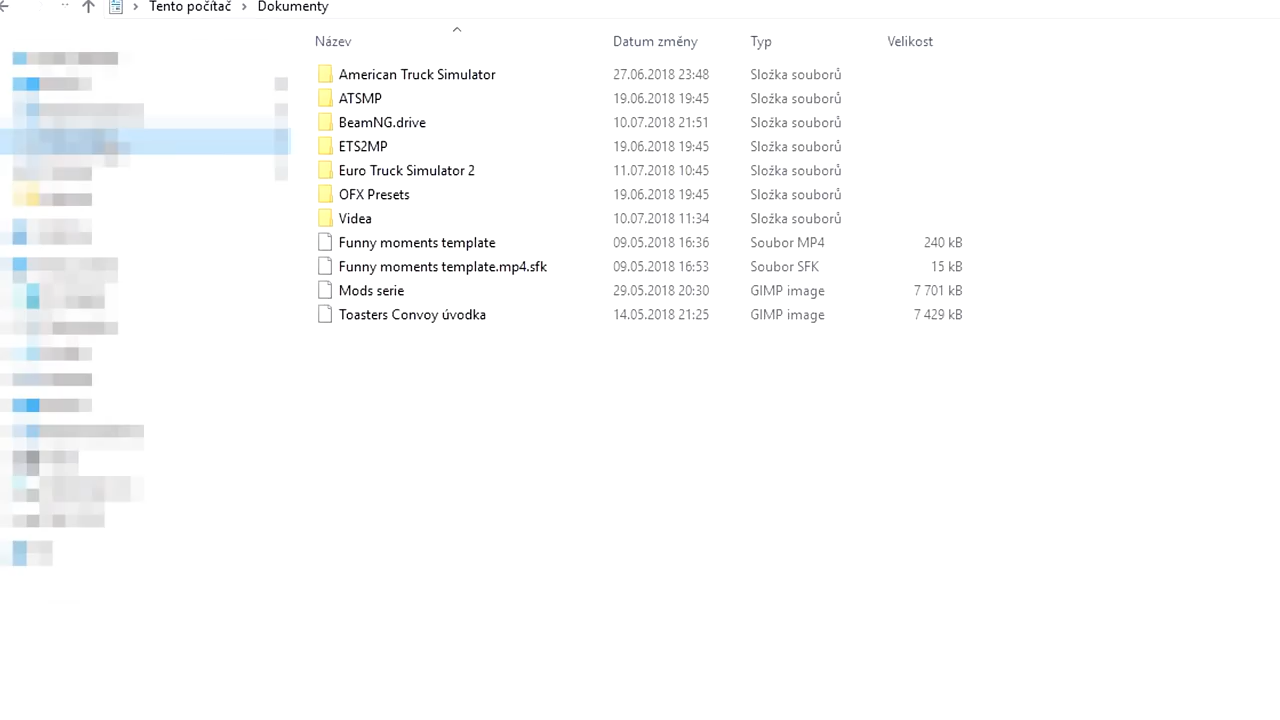 Tento počítač › Dokumenty
Název Datum změny Typ Velikost
American Truck Simulator 27.06.2018 23:48 Složka souborů
ATSMP 19.06.2018 19:45 Složka souborů
BeamNG.drive 10.07.2018 21:51 Složka souborů
ETS2MP 19.06.2018 19:45 Složka souborů
Euro Truck Simulator 2 11.07.2018 10:45 Složka souborů
OFX Presets 19.06.2018 19:45 Složka souborů
Videa 10.07.2018 11:34 Složka souborů
Funny moments template 09.05.2018 16:36 Soubor MP4 240 kB
Funny moments template.mp4.sfk 09.05.2018 16:53 Soubor SFK 15 kB
Mods serie 29.05.2018 20:30 GIMP image 7 701 kB
Toasters Convoy úvodka 14.05.2018 21:25 GIMP image 7 429 kB